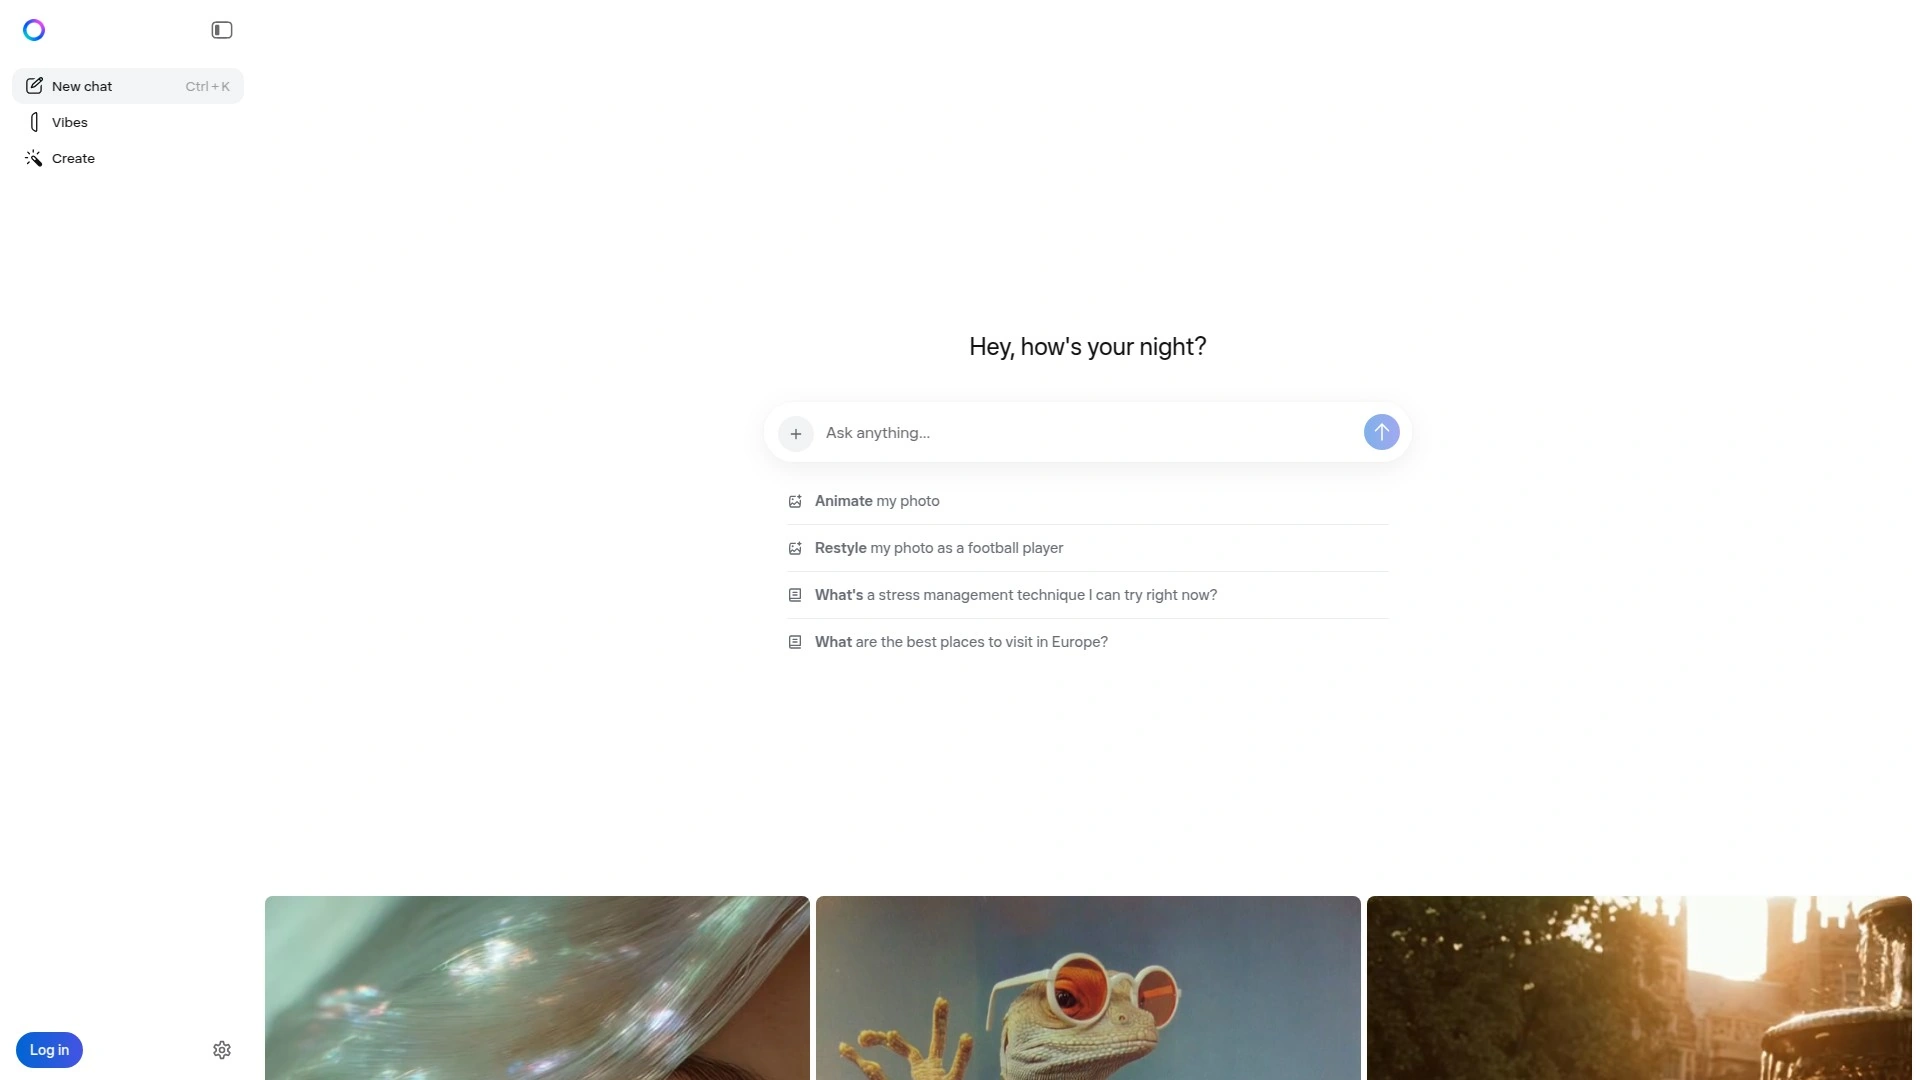 New chat
Ctrl + K
Vibes
Create
Hey, how's your night?
Ask anything...
Animate my photo
Restyle my photo as a football player
What's a stress management technique I can try right now?
What are the best places to visit in Europe?
Log in